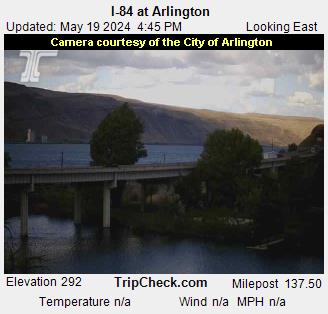 I-84 at Arlington
Updated: May 19 2024 4:45 PM Looking East
Camera courtesy of the City of Arlington
Elevation 292 TripCheck.com Milepost 137.50
Temperature n/a Wind n/a MPH n/a